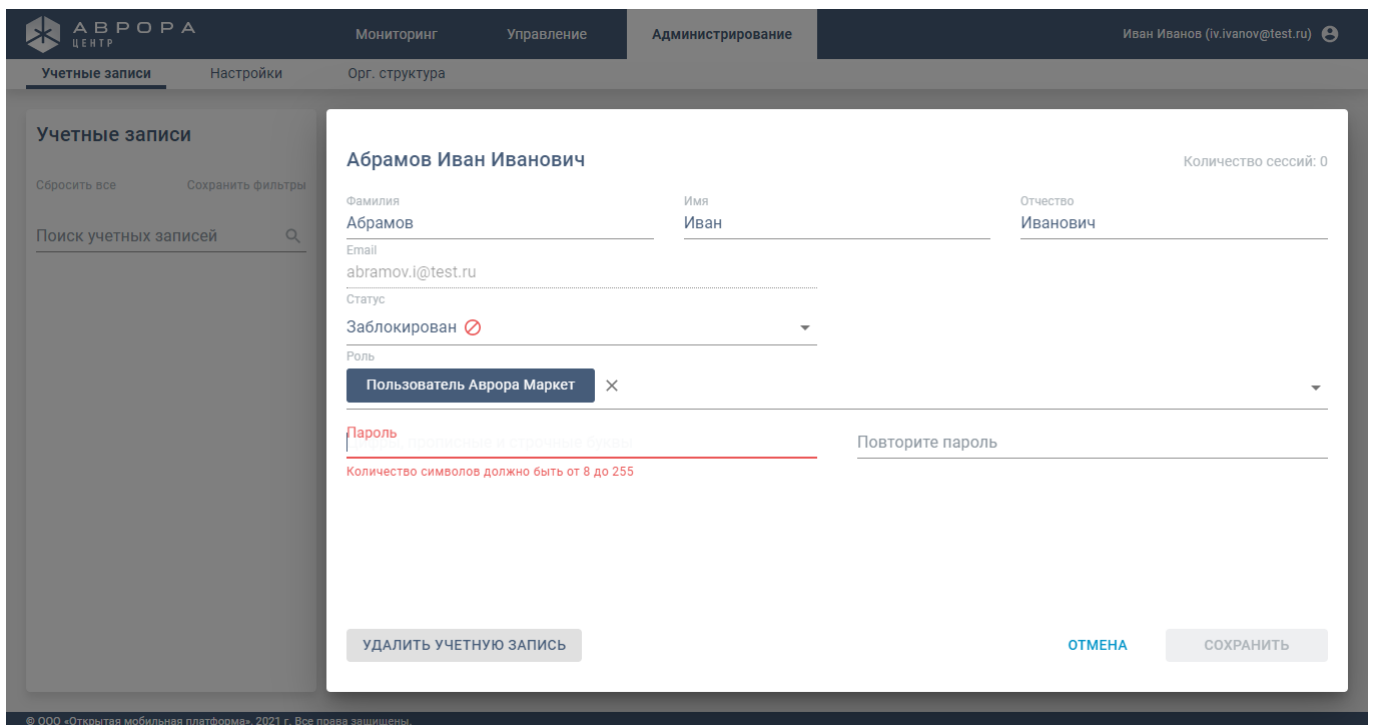 АВРОРА
ЦЕНТР
Мониторинг Управление Администрирование Иван Иванов (iv.ivanov@test.ru)
Учетные записи Настройки Орг. структура
Учетные записи
Сбросить все Сохранить фильтры
Поиск учетных записей
Абрамов Иван Иванович Количество сессий: 0
Фамилия Имя Отчество
Абрамов Иван Иванович
Email
abramov.i@test.ru
Статус
Заблокирован
Роль
Пользователь Аврора Маркет
Пароль
Повторите пароль
Количество символов должно быть от 8 до 255
УДАЛИТЬ УЧЕТНУЮ ЗАПИСЬ ОТМЕНА СОХРАНИТЬ
© ООО «Открытая мобильная платформа», 2021 г. Все права защищены.